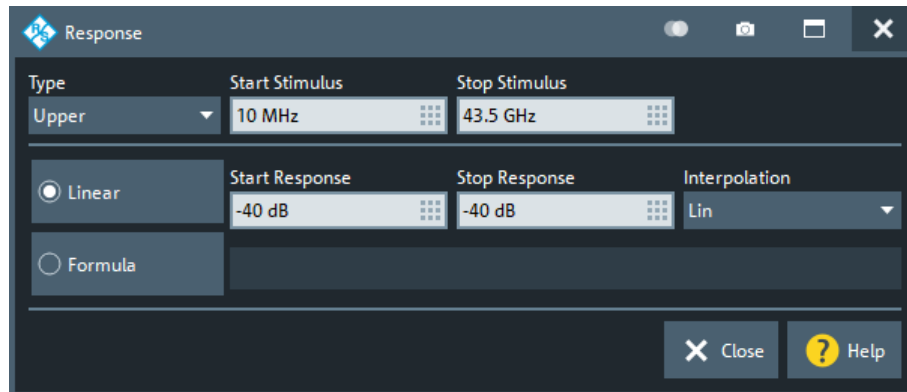 R&S Response
Type Start Stimulus Stop Stimulus
Upper 10 MHz 43.5 GHz
Linear Start Response Stop Response Interpolation
-40 dB -40 dB Lin
Formula
Close ? Help